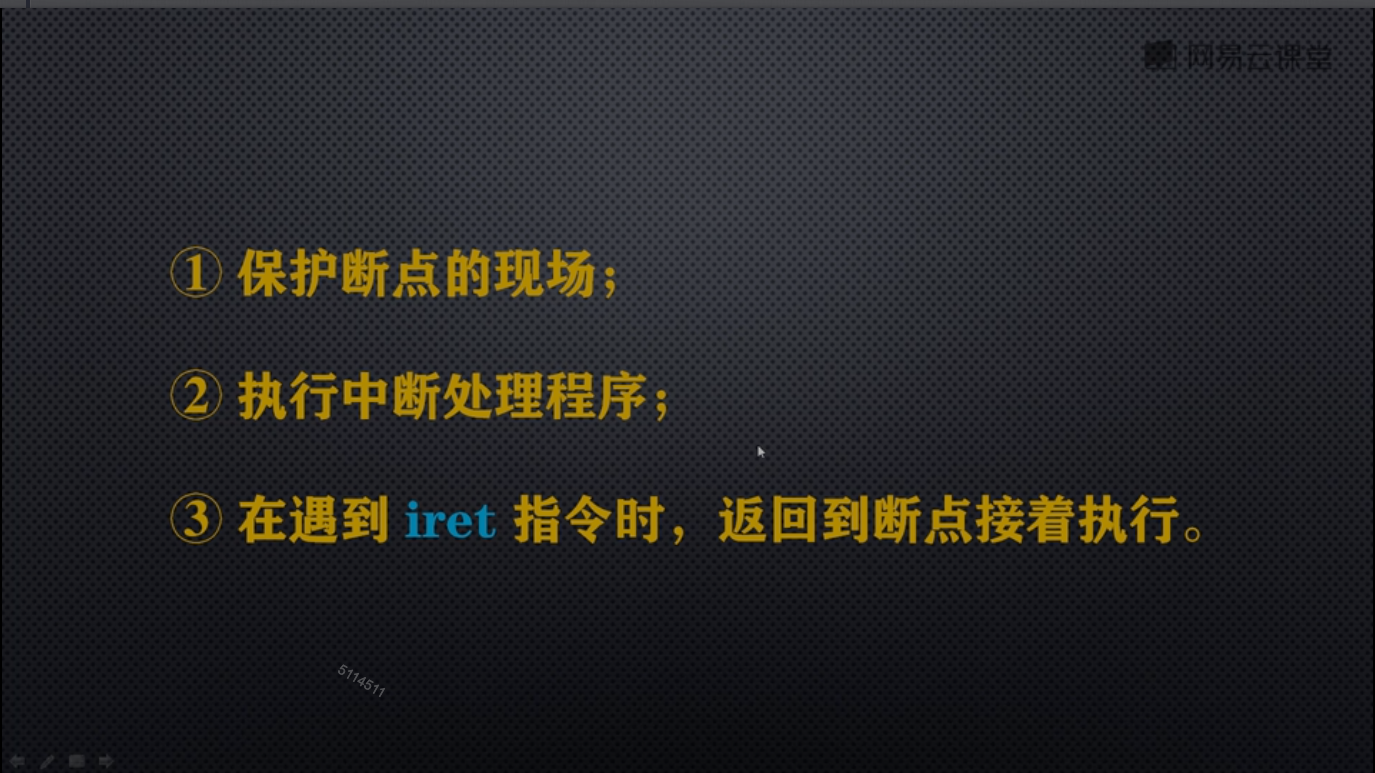 网易云课堂
① 保护断点的现场；
② 执行中断处理程序；
③ 在遇到 iret 指令时，返回到断点接着执行。
5114511